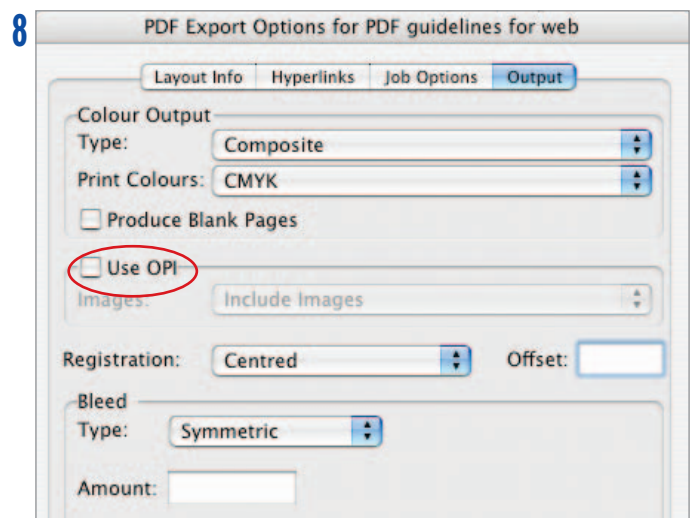 8
PDF Export Options for PDF guidelines for web
Layout Info Hyperlinks Job Options Output
Colour Output
Type: Composite
Print Colours: CMYK
Produce Blank Pages
Use OPI
Images: Include Images
Registration: Centred Offset:
Bleed
Type: Symmetric
Amount: